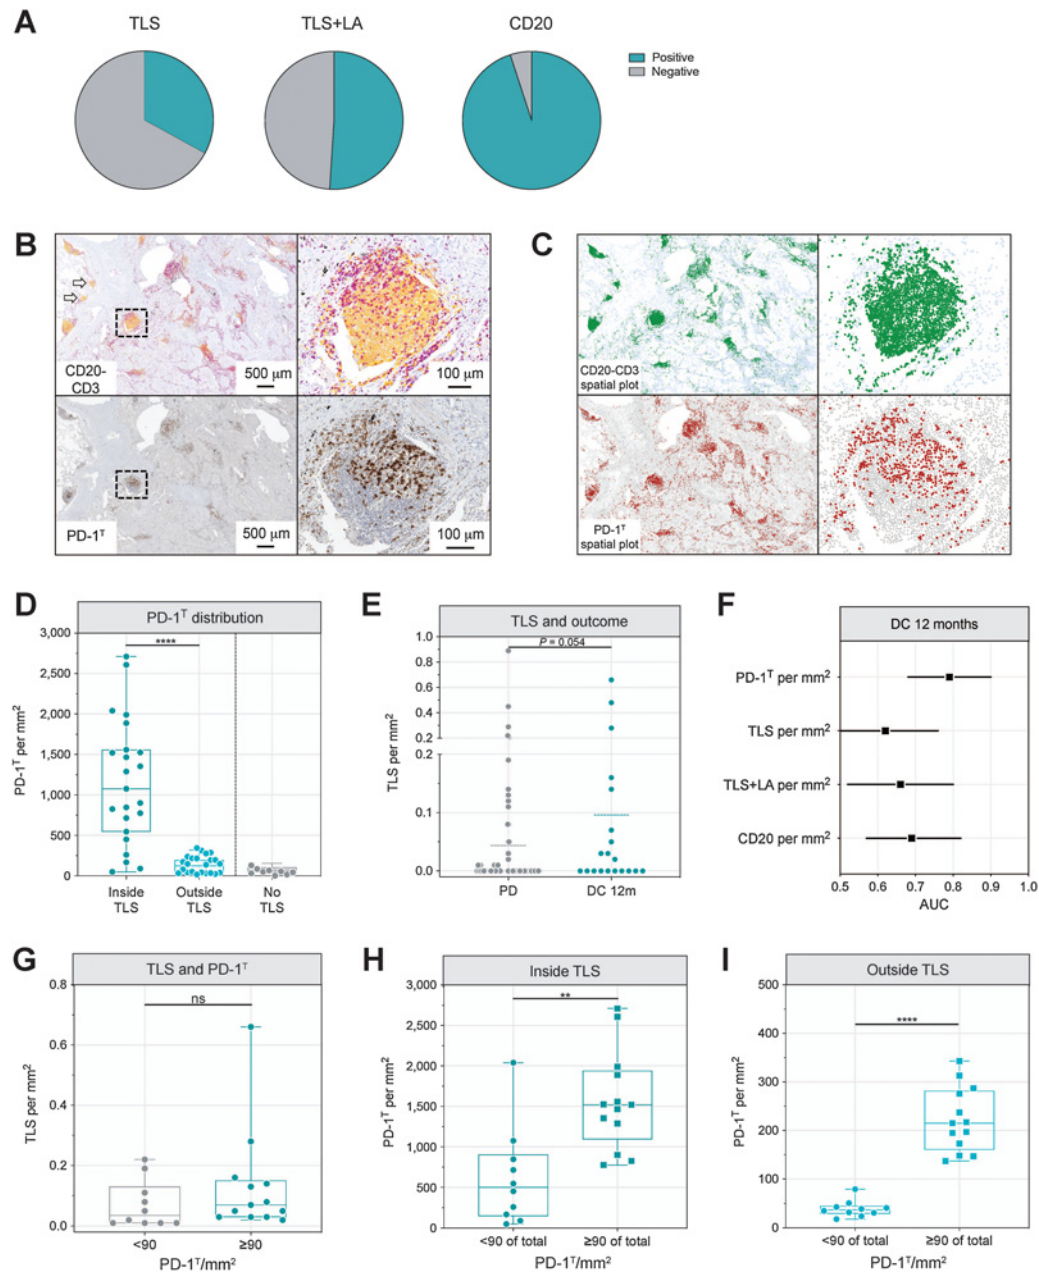 A
TLS
TLS+LA
CD20
Positive
Negative
B
CD20-
CD3
500 µm
100 µm
PD-1ᵀ
500 µm
100 µm
C
CD20-CD3
spatial plot
PD-1ᵀ
spatial plot
D
PD-1ᵀ distribution
****
3,000
2,500
2,000
1,500
1,000
500
0
PD-1ᵀ per mm²
Inside
TLS
Outside
TLS
No
TLS
E
TLS and outcome
P = 0.054
1.0
0.8
0.6
0.4
0.2
0.2
0.1
0.0
TLS per mm²
PD
DC 12m
F
DC 12 months
PD-1ᵀ per mm²
TLS per mm²
TLS+LA per mm²
CD20 per mm²
0.5
0.6
0.7
0.8
0.9
1.0
AUC
G
TLS and PD-1ᵀ
ns
0.8
0.6
0.4
0.2
0.0
TLS per mm²
<90
≥90
PD-1ᵀ/mm²
H
Inside TLS
**
3,000
2,500
2,000
1,500
1,000
500
0
PD-1ᵀ per mm²
<90 of total
≥90 of total
PD-1ᵀ/mm²
I
Outside TLS
****
500
400
300
200
100
0
PD-1ᵀ per mm²
<90 of total
≥90 of total
PD-1ᵀ/mm²